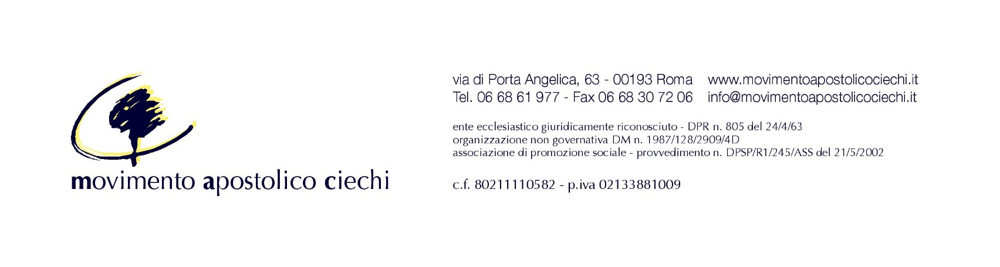 movimento apostolico ciechi
via di Porta Angelica, 63 - 00193 Roma www.movimentoapostolicociechi.it
Tel. 06 68 61 977 - Fax 06 68 30 72 06 info@movimentoapostolicociechi.it
ente ecclesiastico giuridicamente riconosciuto - DPR n. 805 del 24/4/63
organizzazione non governativa DM n. 1987/128/2909/4D
associazione di promozione sociale - provvedimento n. DPSP/R1/245/ASS del 21/5/2002
c.f. 80211110582 - p.iva 02133881009